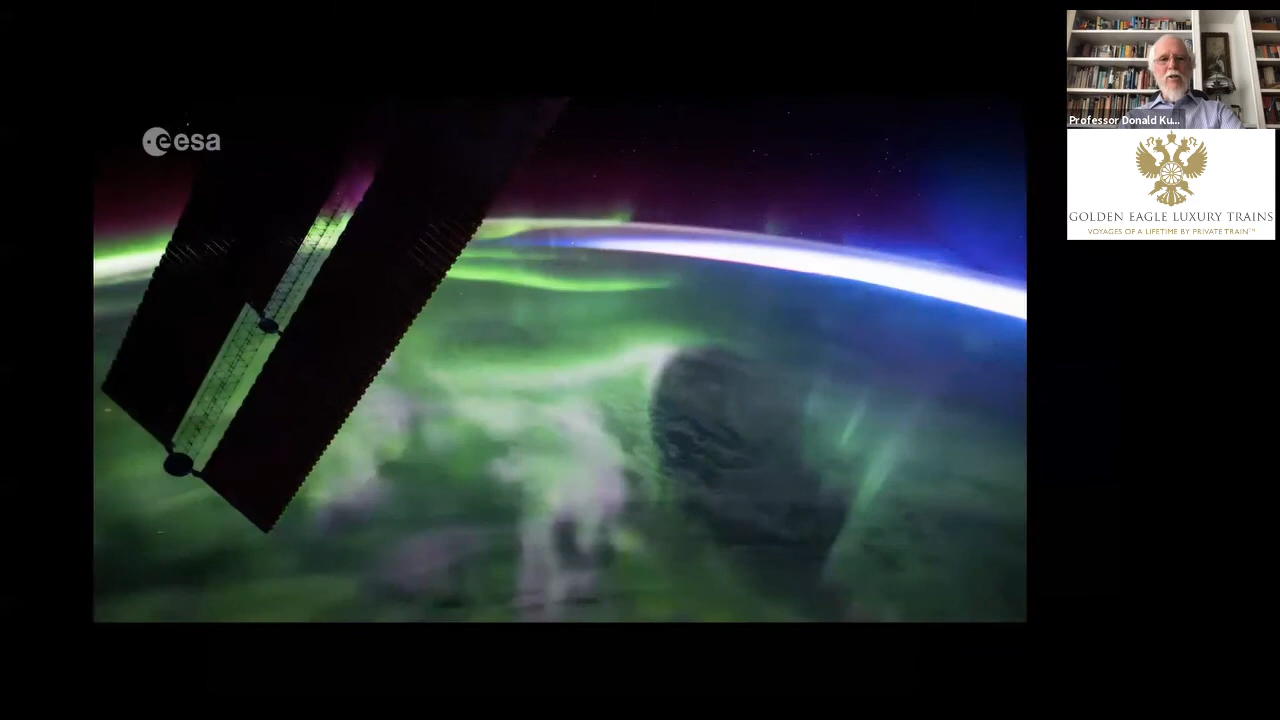 esa
Professor Donald Ku...
GOLDEN EAGLE LUXURY TRAINS
VOYAGES OF A LIFETIME BY PRIVATE TRAIN™